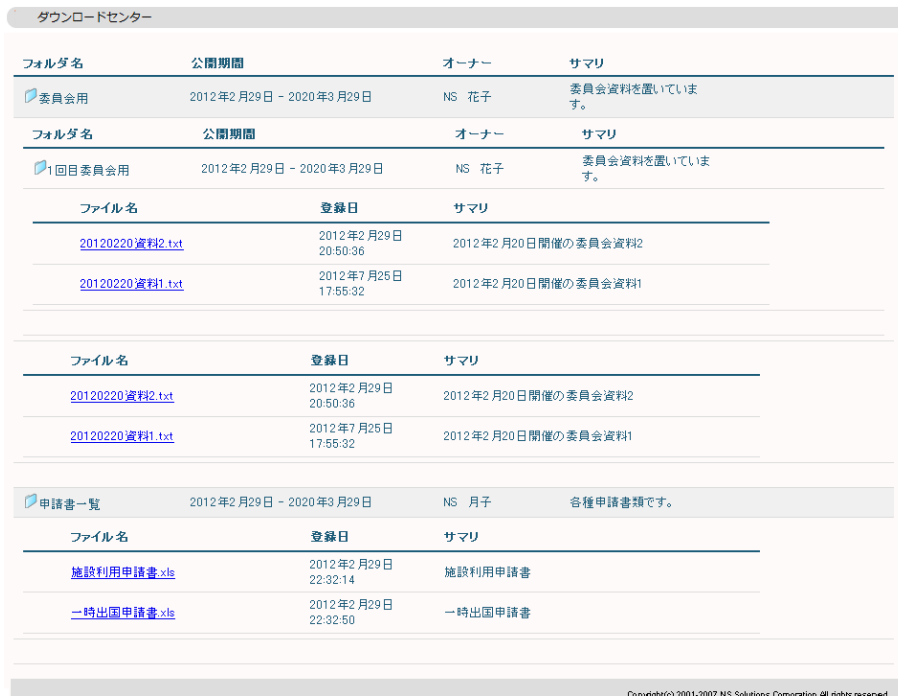 ダウンロードセンター
フォルダ名 公開期間 オーナー サマリ
委員会用 2012年2月29日 - 2020年3月29日 NS 花子 委員会資料を置いていま
す。
フォルダ名 公開期間 オーナー サマリ
1回目委員会用 2012年2月29日 - 2020年3月29日 NS 花子 委員会資料を置いていま
す。
ファイル名 登録日 サマリ
20120220資料2.txt 2012年2月29日 2012年2月20日開催の委員会資料2
20:50:36
20120220資料1.txt 2012年7月25日 2012年2月20日開催の委員会資料1
17:55:32
ファイル名 登録日 サマリ
20120220資料2.txt 2012年2月29日 2012年2月20日開催の委員会資料2
20:50:36
20120220資料1.txt 2012年7月25日 2012年2月20日開催の委員会資料1
17:55:32
申請書一覧 2012年2月29日 - 2020年3月29日 NS 月子 各種申請書類です。
ファイル名 登録日 サマリ
施設利用申請書.xls 2012年2月29日 施設利用申請書
22:32:14
一時出国申請書.xls 2012年2月29日 一時出国申請書
22:32:50
Copyright(c) 2001-2007 NS Solutions Corporation All rights reserved